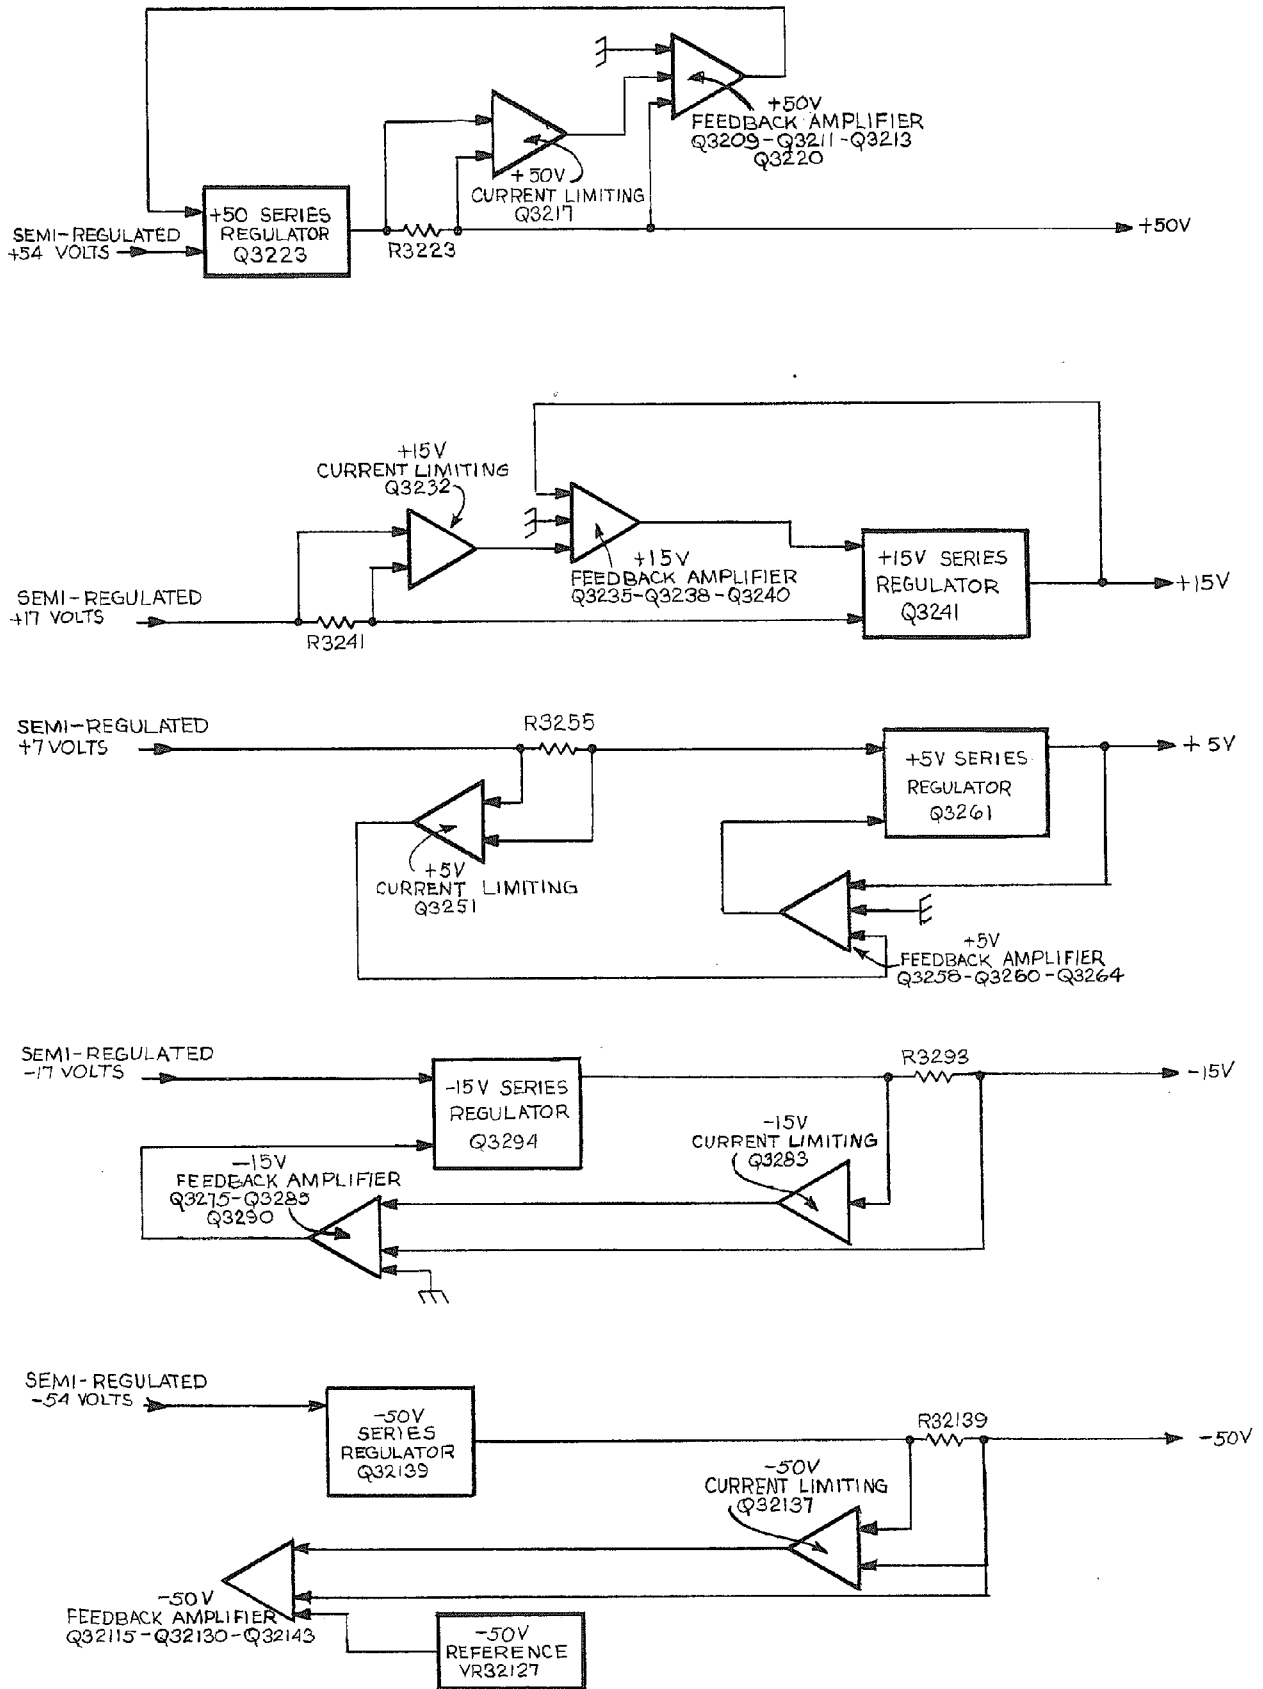 +50V
FEEDBACK AMPLIFIER
Q3209-Q3211-Q3213
Q3220
+50V
CURRENT LIMITING
Q3217
+50 SERIES
REGULATOR
Q3223
SEMI-REGULATED
+54 VOLTS
R3223
+50V
+15V
CURRENT LIMITING
Q3232
+15V
FEEDBACK AMPLIFIER
Q3235-Q3238-Q3240
+15V SERIES
REGULATOR
Q3241
+15V
SEMI-REGULATED
+17 VOLTS
R3241
SEMI-REGULATED
+7 VOLTS
R3255
+5V SERIES
REGULATOR
Q3261
+5V
+5V
CURRENT LIMITING
Q3251
+5V
FEEDBACK AMPLIFIER
Q3258-Q3260-Q3264
SEMI-REGULATED
-17 VOLTS
-15V SERIES
REGULATOR
Q3294
R3293
-15V
-15V
CURRENT LIMITING
Q3283
-15V
FEEDBACK AMPLIFIER
Q3275-Q3289
Q3290
SEMI-REGULATED
-54 VOLTS
-50V
SERIES
REGULATOR
Q32139
R32139
-50V
-50V
CURRENT LIMITING
Q32137
-50V
FEEDBACK AMPLIFIER
Q32115-Q32130-Q32143
-50V
REFERENCE
VR32127